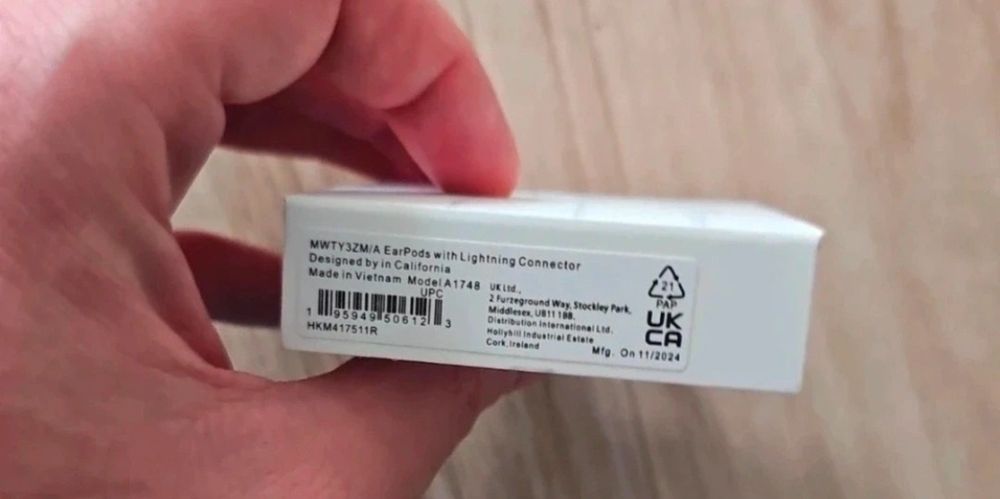 MWTY3ZM/A EarPods with Lightning Connector
Designed by in California
Made in Vietnam Model A1748
UPC
1 95949 50612 3
HKM417511R
UK Ltd.,
2 Furzeground Way, Stockley Park,
Middlesex, UB11 1BB.
Distribution International Ltd.
Hollyhill Industrial Estate
Cork, Ireland
Mfg. On 11/2024
21
PAP
UK
CA